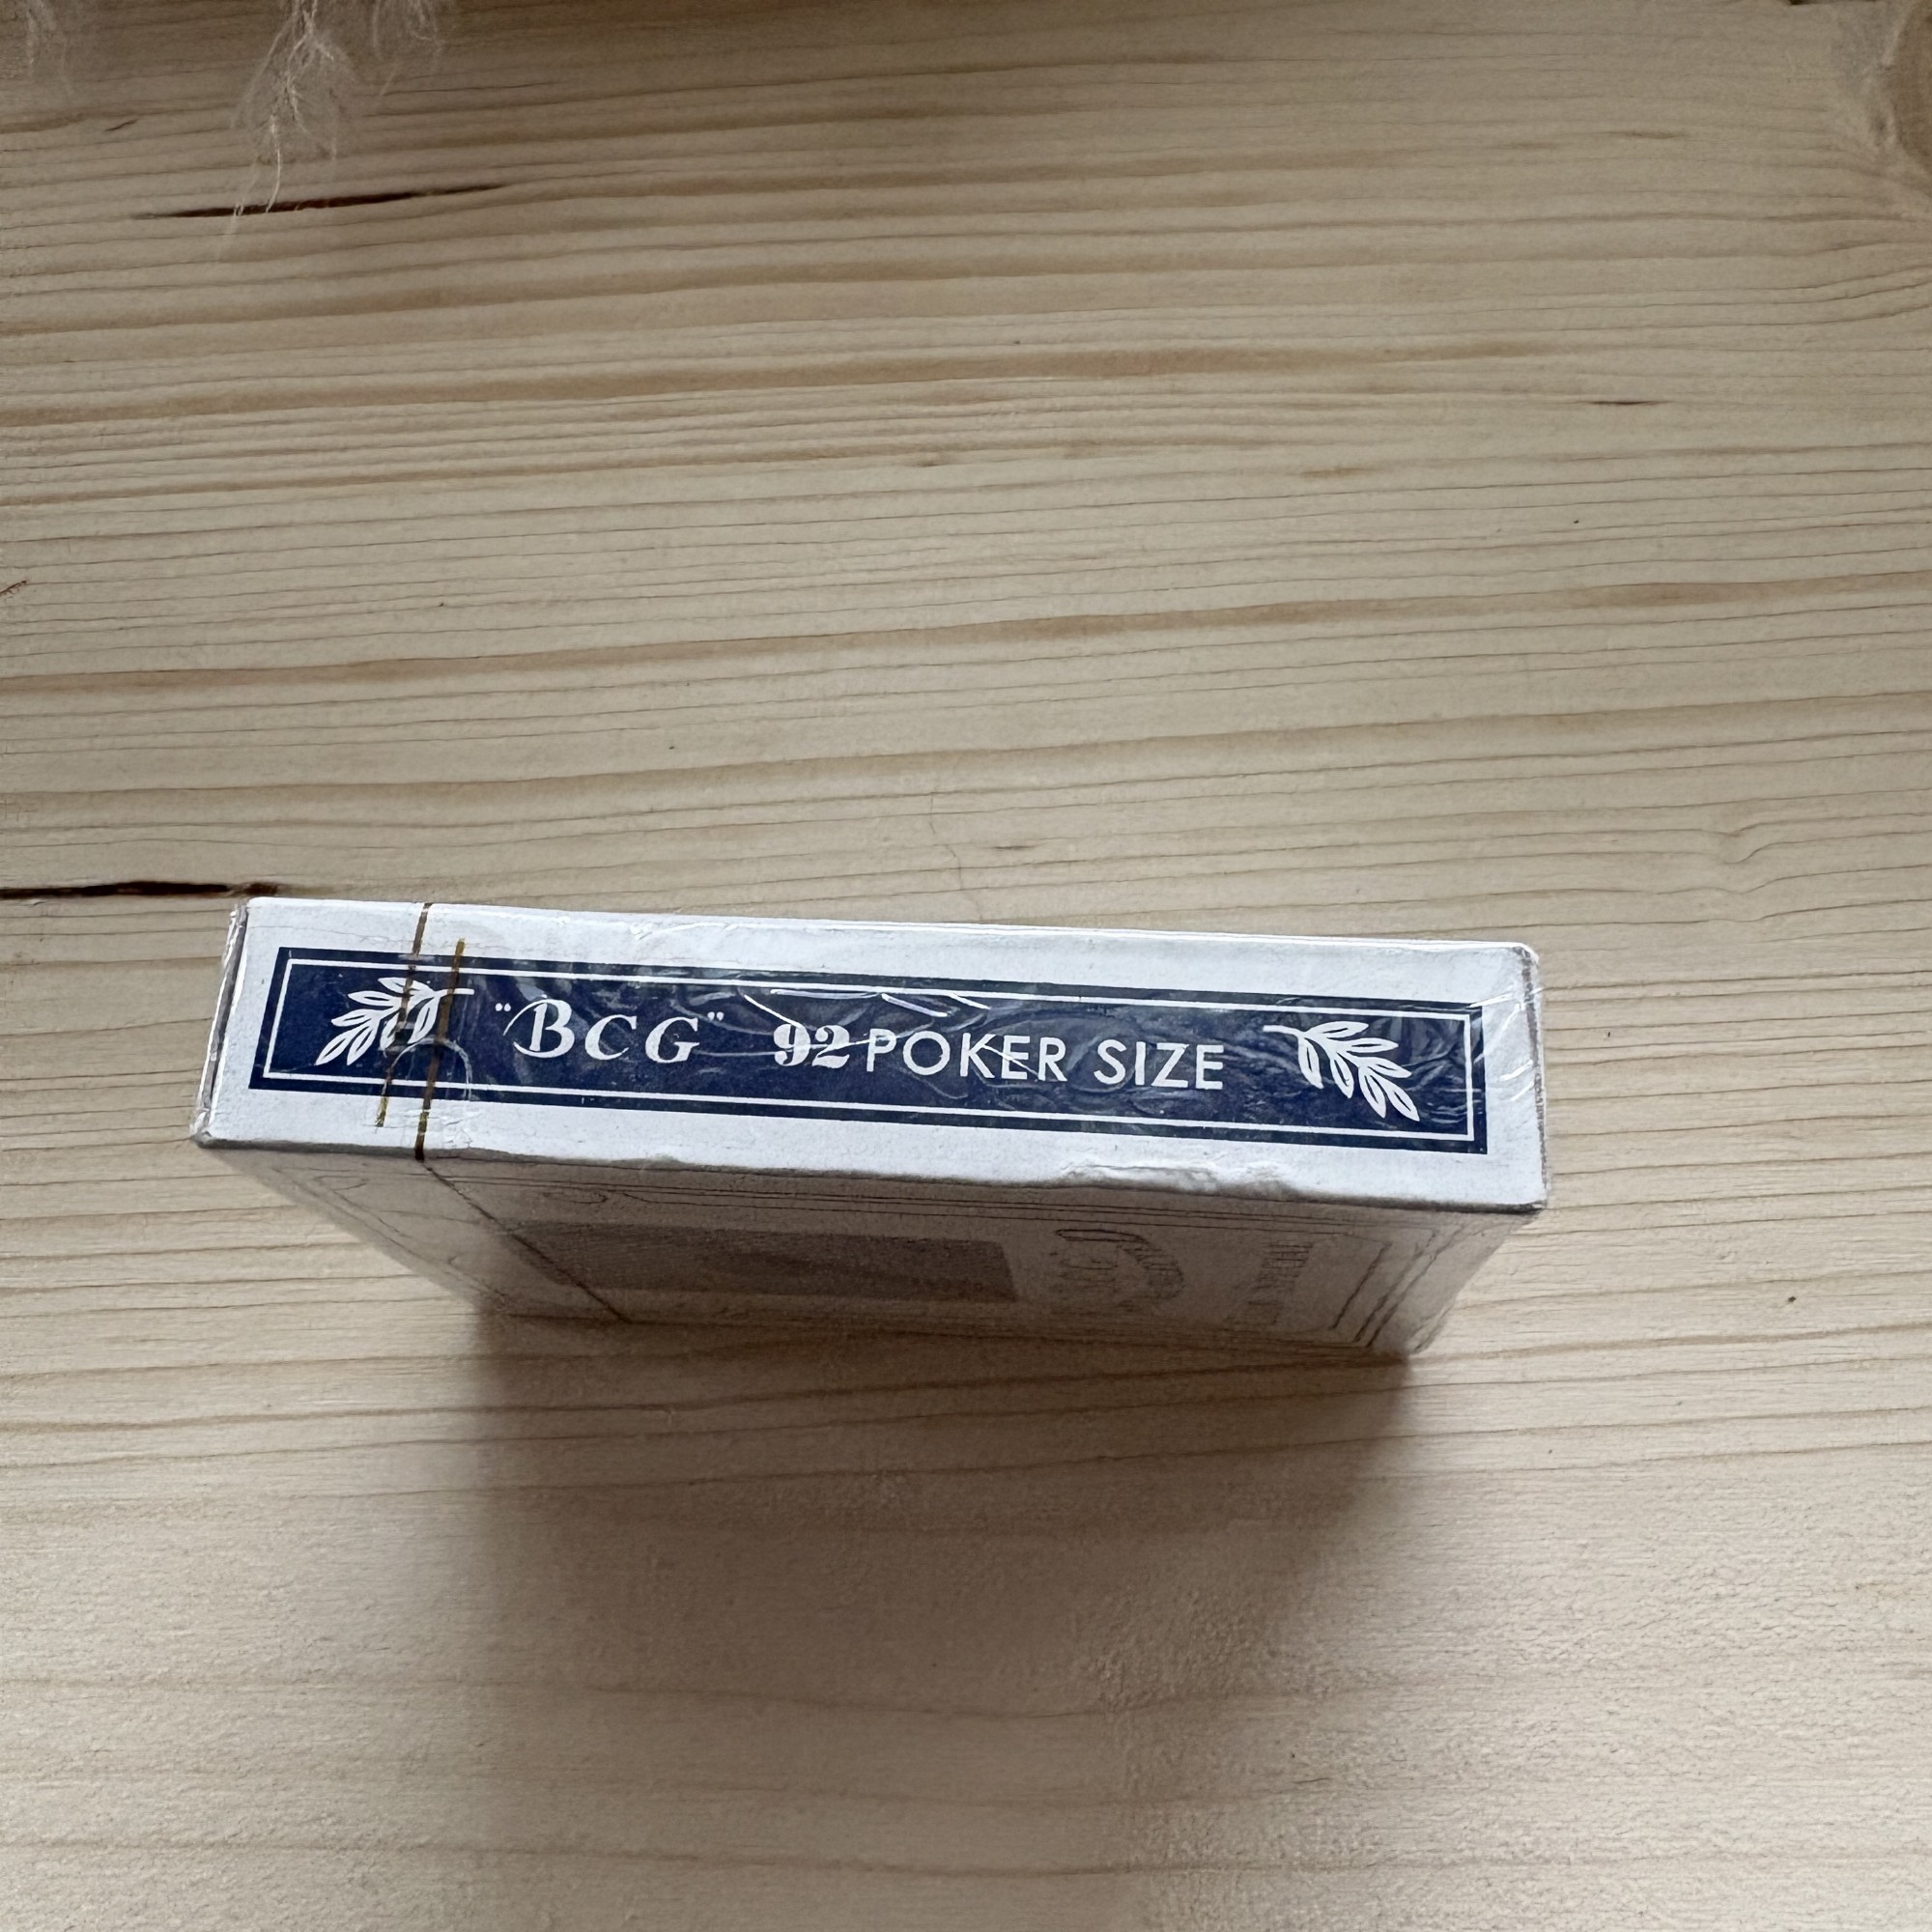 "BCG" 92 POKER SIZE